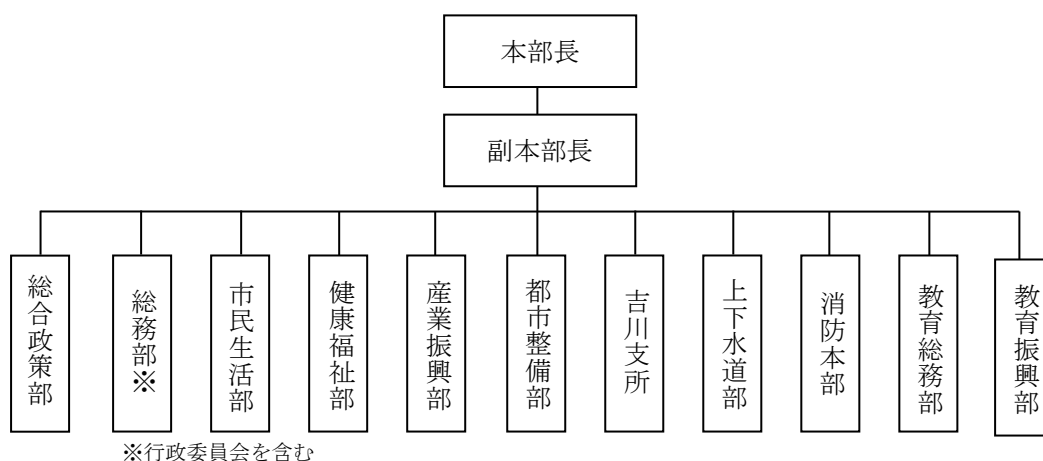 本部長
副本部長
総合政策部
総務部※
市民生活部
健康福祉部
産業振興部
都市整備部
吉川支所
上下水道部
消防本部
教育総務部
教育振興部
※行政委員会を含む